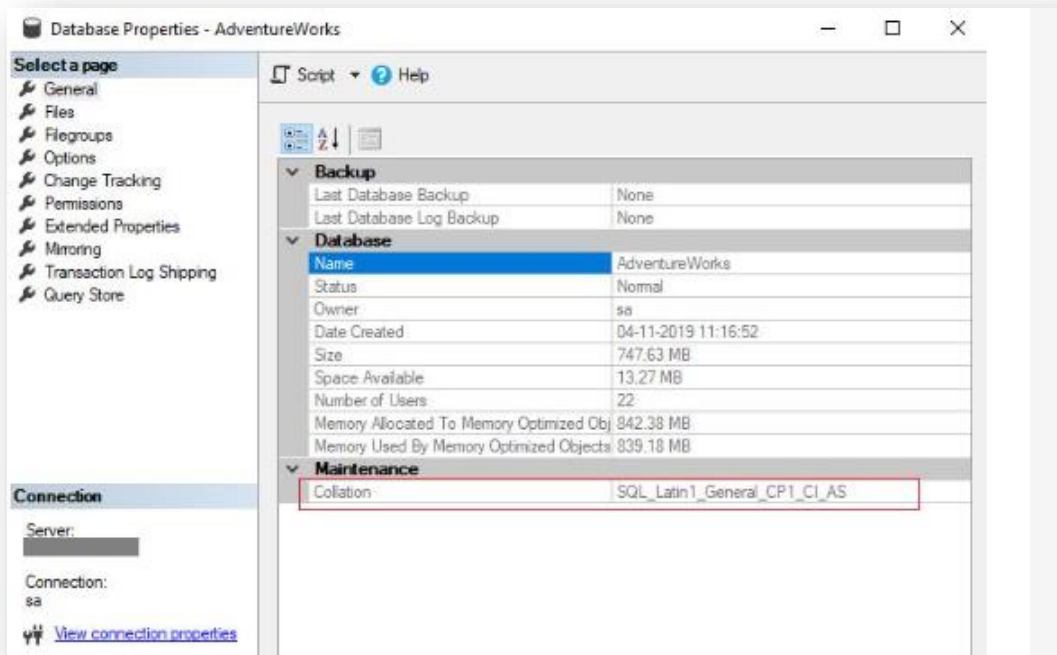 Database Properties - AdventureWorks
Select a page
General
Files
Filegroups
Options
Change Tracking
Permissions
Extended Properties
Mirroring
Transaction Log Shipping
Query Store
Connection
Server:
Connection:
sa
View connection properties
Script Help
Backup
Last Database Backup None
Last Database Log Backup None
Database
Name AdventureWorks
Status Normal
Owner sa
Date Created 04-11-2019 11:16:52
Size 747.63 MB
Space Available 13.27 MB
Number of Users 22
Memory Allocated To Memory Optimized Obj 842.38 MB
Memory Used By Memory Optimized Objects 839.18 MB
Maintenance
Collation SQL_Latin1_General_CP1_CI_AS